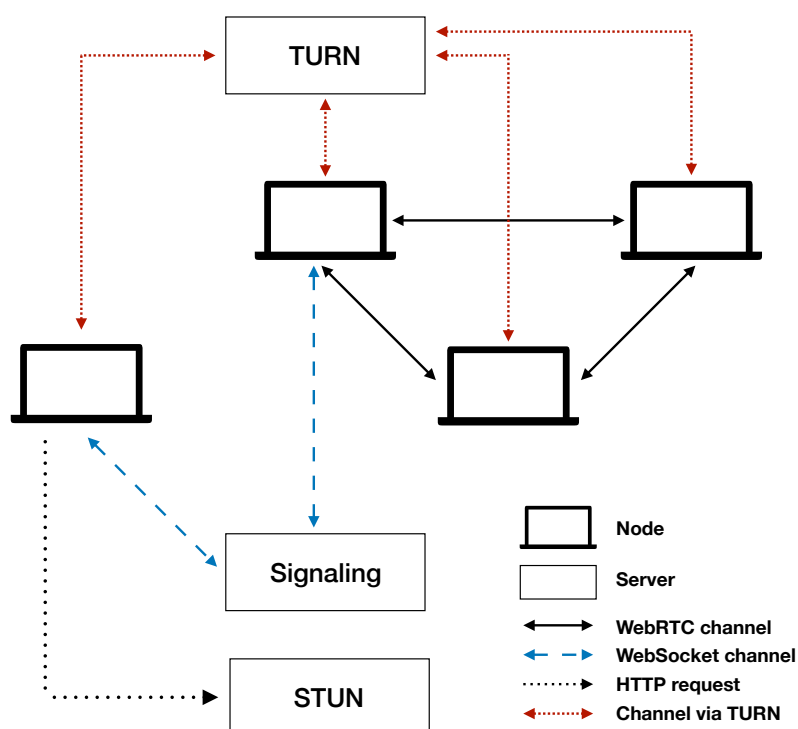 TURN
Signaling
STUN
Node
Server
WebRTC channel
WebSocket channel
HTTP request
Channel via TURN